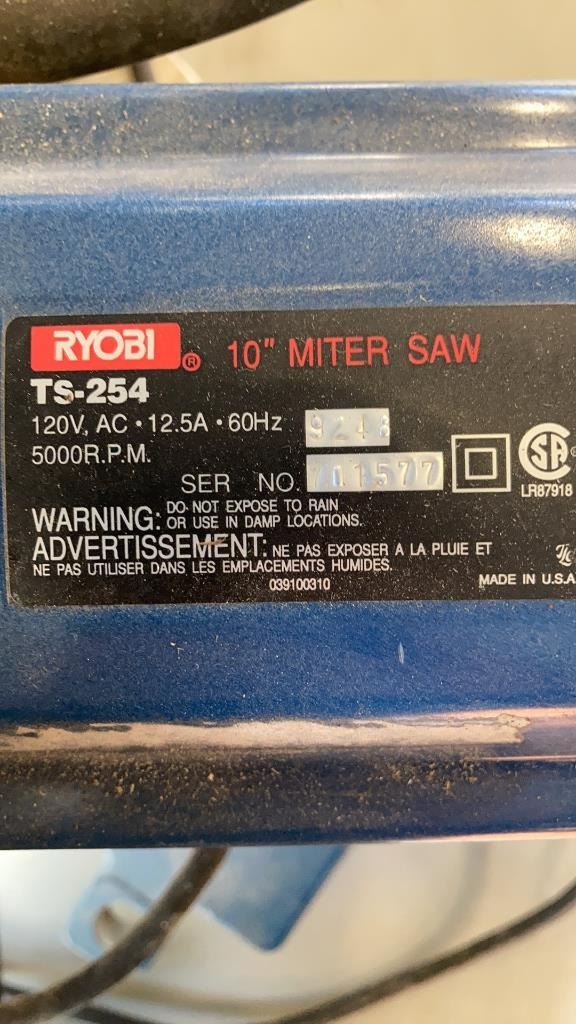 RYOBI ® 10" MITER SAW
TS-254
120V, AC • 12.5A • 60Hz
5000R.P.M.
SER NO. 711577
LR87918
WARNING: DO NOT EXPOSE TO RAIN
OR USE IN DAMP LOCATIONS.
ADVERTISSEMENT: NE PAS EXPOSER A LA PLUIE ET
NE PAS UTILISER DANS LES EMPLACEMENTS HUMIDES.
039100310
MADE IN U.S.A